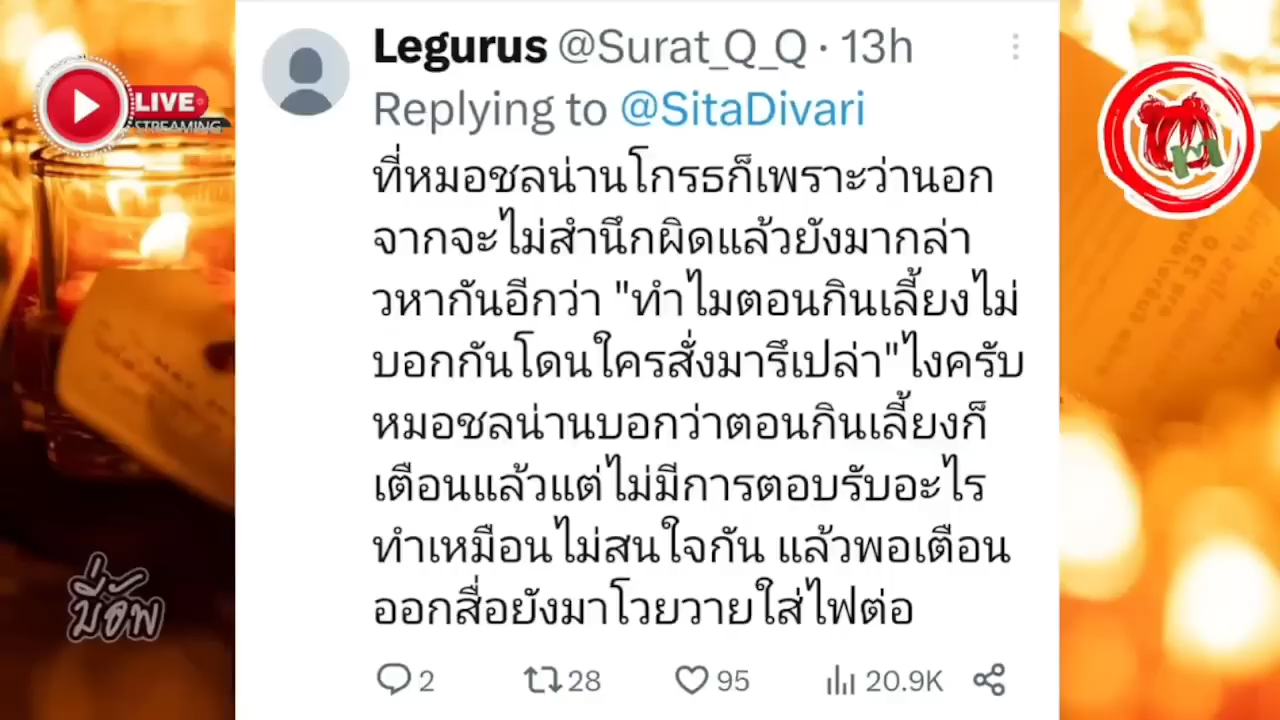 Legurus @Surat_Q_Q · 13h
Replying to @SitaDivari
ที่หมอชลน่านโกรธก็เพราะว่านอก
จากจะไม่สำนึกผิดแล้วยังมากล่า
วหากันอีกว่า "ทำไมตอนกินเลี้ยงไม่
บอกกันโดนใครสั่งมารึเปล่า"ไงครับ
หมอชลน่านบอกว่าตอนกินเลี้ยงก็
เตือนแล้วแต่ไม่มีการตอบรับอะไร
ทำเหมือนไม่สนใจกัน แล้วพอเตือน
ออกสื่อยังมาโวยวายใส่ไฟต่อ
2 28 95 20.9K
LIVE
STREAMING
M